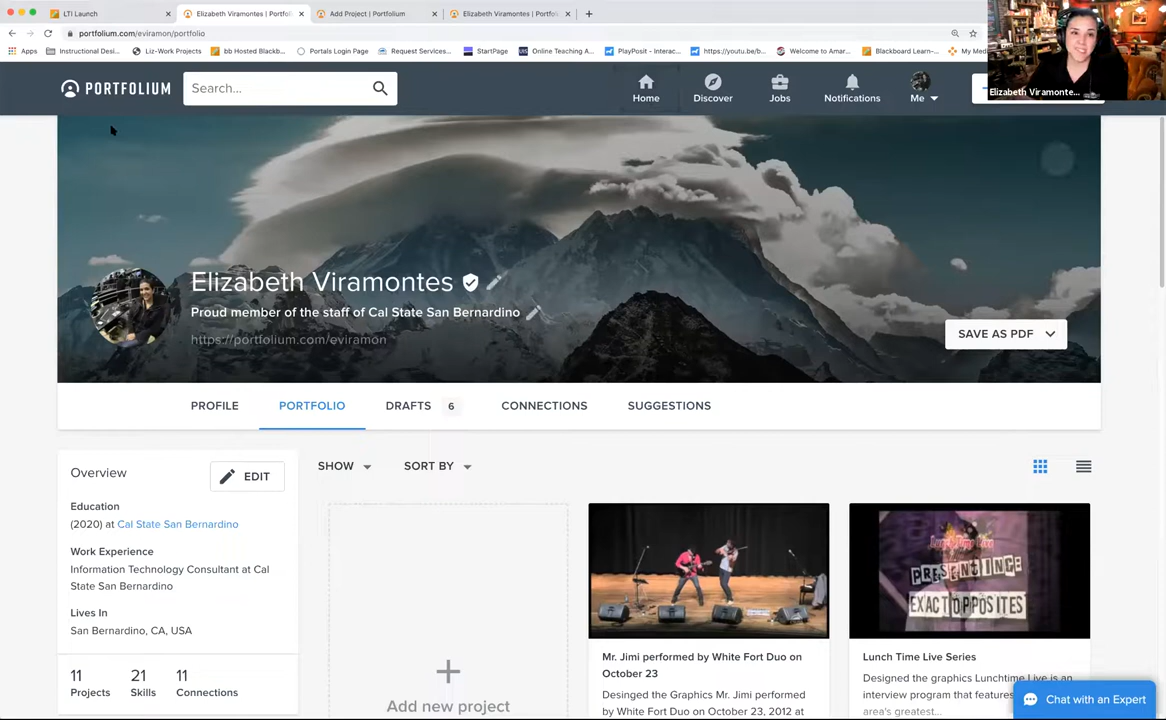 LTI Launch
Elizabeth Viramontes | Portfoli
Add Project | Portfolium
Elizabeth Viramontes | Portfo
portfolium.com/eviramon/portfolio
Apps
Instructional Desi...
Liz-Work Projects
bb Hosted Blackb...
Portals Login Page
Request Services...
StartPage
Online Teaching A...
PlayPosit - Interac...
https://youtu.be/b...
Welcome to Amar...
Blackboard Learn-...
My Med
Elizabeth Viramonte...
PORTFOLIUM
Search...
Home
Discover
Jobs
Notifications
Me
Elizabeth Viramontes
Proud member of the staff of Cal State San Bernardino
https://portfolium.com/eviramon
SAVE AS PDF
PROFILE
PORTFOLIO
DRAFTS 6
CONNECTIONS
SUGGESTIONS
Overview
EDIT
Education
(2020) at Cal State San Bernardino
Work Experience
Information Technology Consultant at Cal
State San Bernardino
Lives In
San Bernardino, CA, USA
11 21 11
Projects Skills Connections
SHOW
SORT BY
Add new project
Mr. Jimi performed by White Fort Duo on
October 23
Desinged the Graphics Mr. Jimi performed
by White Fort Duo on October 23, 2012 at
Lunch Time Live
PRESENTING:
EXACT OPPOSITES
Lunch Time Live Series
Designed the graphics Lunchtime Live is an
interview program that features
area's greatest...
Chat with an Expert